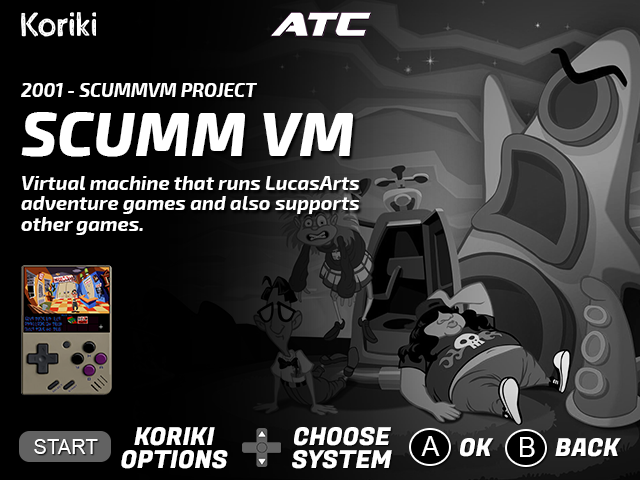 Koriki
ATC
2001 - SCUMMVM PROJECT
SCUMM VM
Virtual machine that runs LucasArts
adventure games and also supports
other games.
START
KORIKI
OPTIONS
CHOOSE
SYSTEM
A OK
B BACK